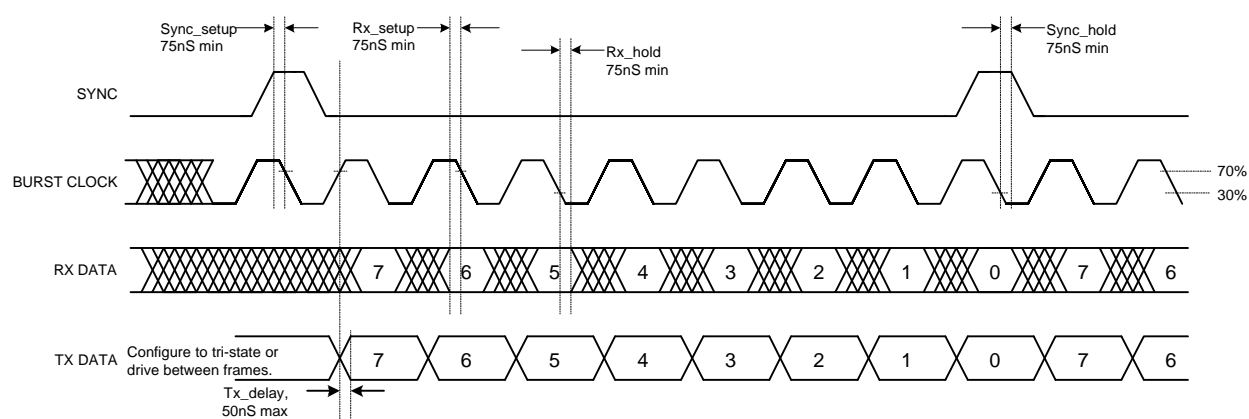 Sync_setup
75nS min
Rx_setup
75nS min
Rx_hold
75nS min
Sync_hold
75nS min
SYNC
BURST CLOCK
70%
30%
RX DATA
7 6 5 4 3 2 1 0 7 6
TX DATA
Configure to tri-state or
drive between frames.
7 6 5 4 3 2 1 0 7 6
Tx_delay,
50nS max